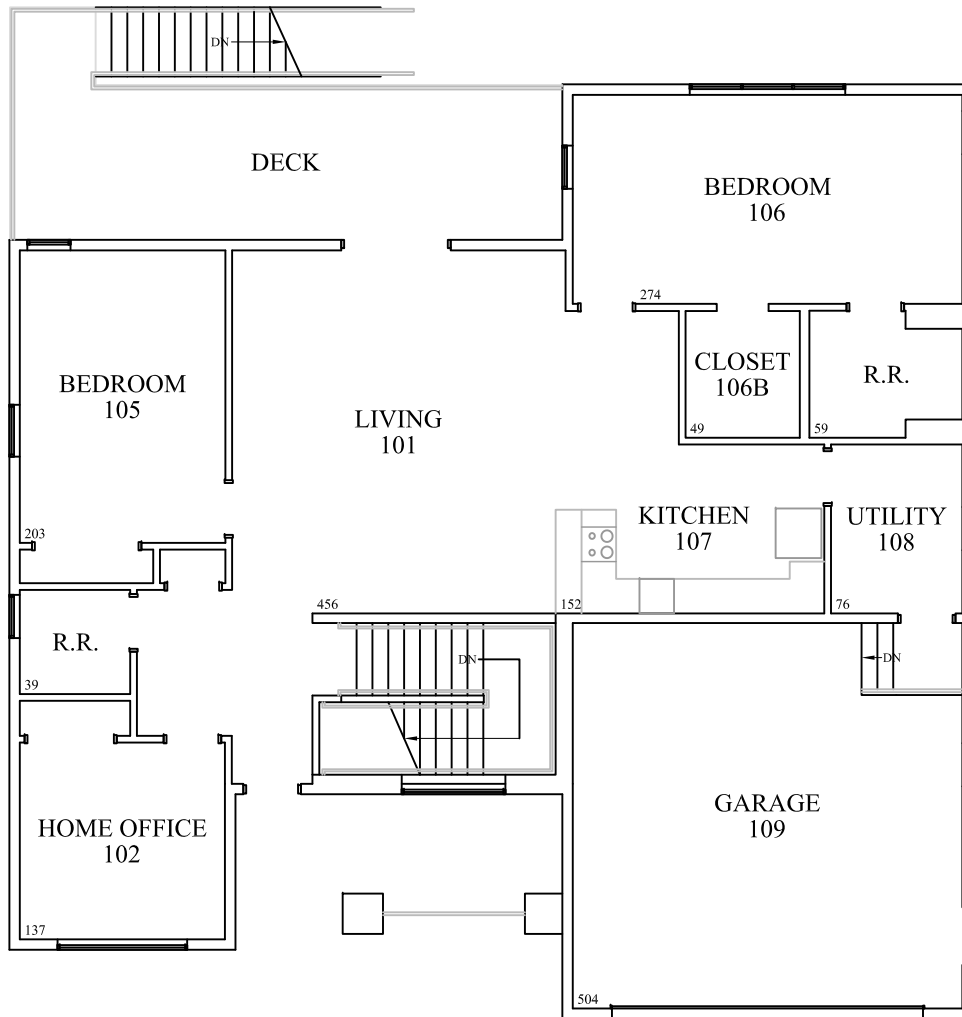 DN
DECK
BEDROOM
106
274
BEDROOM
105
203
CLOSET
106B
49
R.R.
59
LIVING
101
456
KITCHEN
107
152
UTILITY
108
76
R.R.
39
DN
DN
HOME OFFICE
102
137
GARAGE
109
504